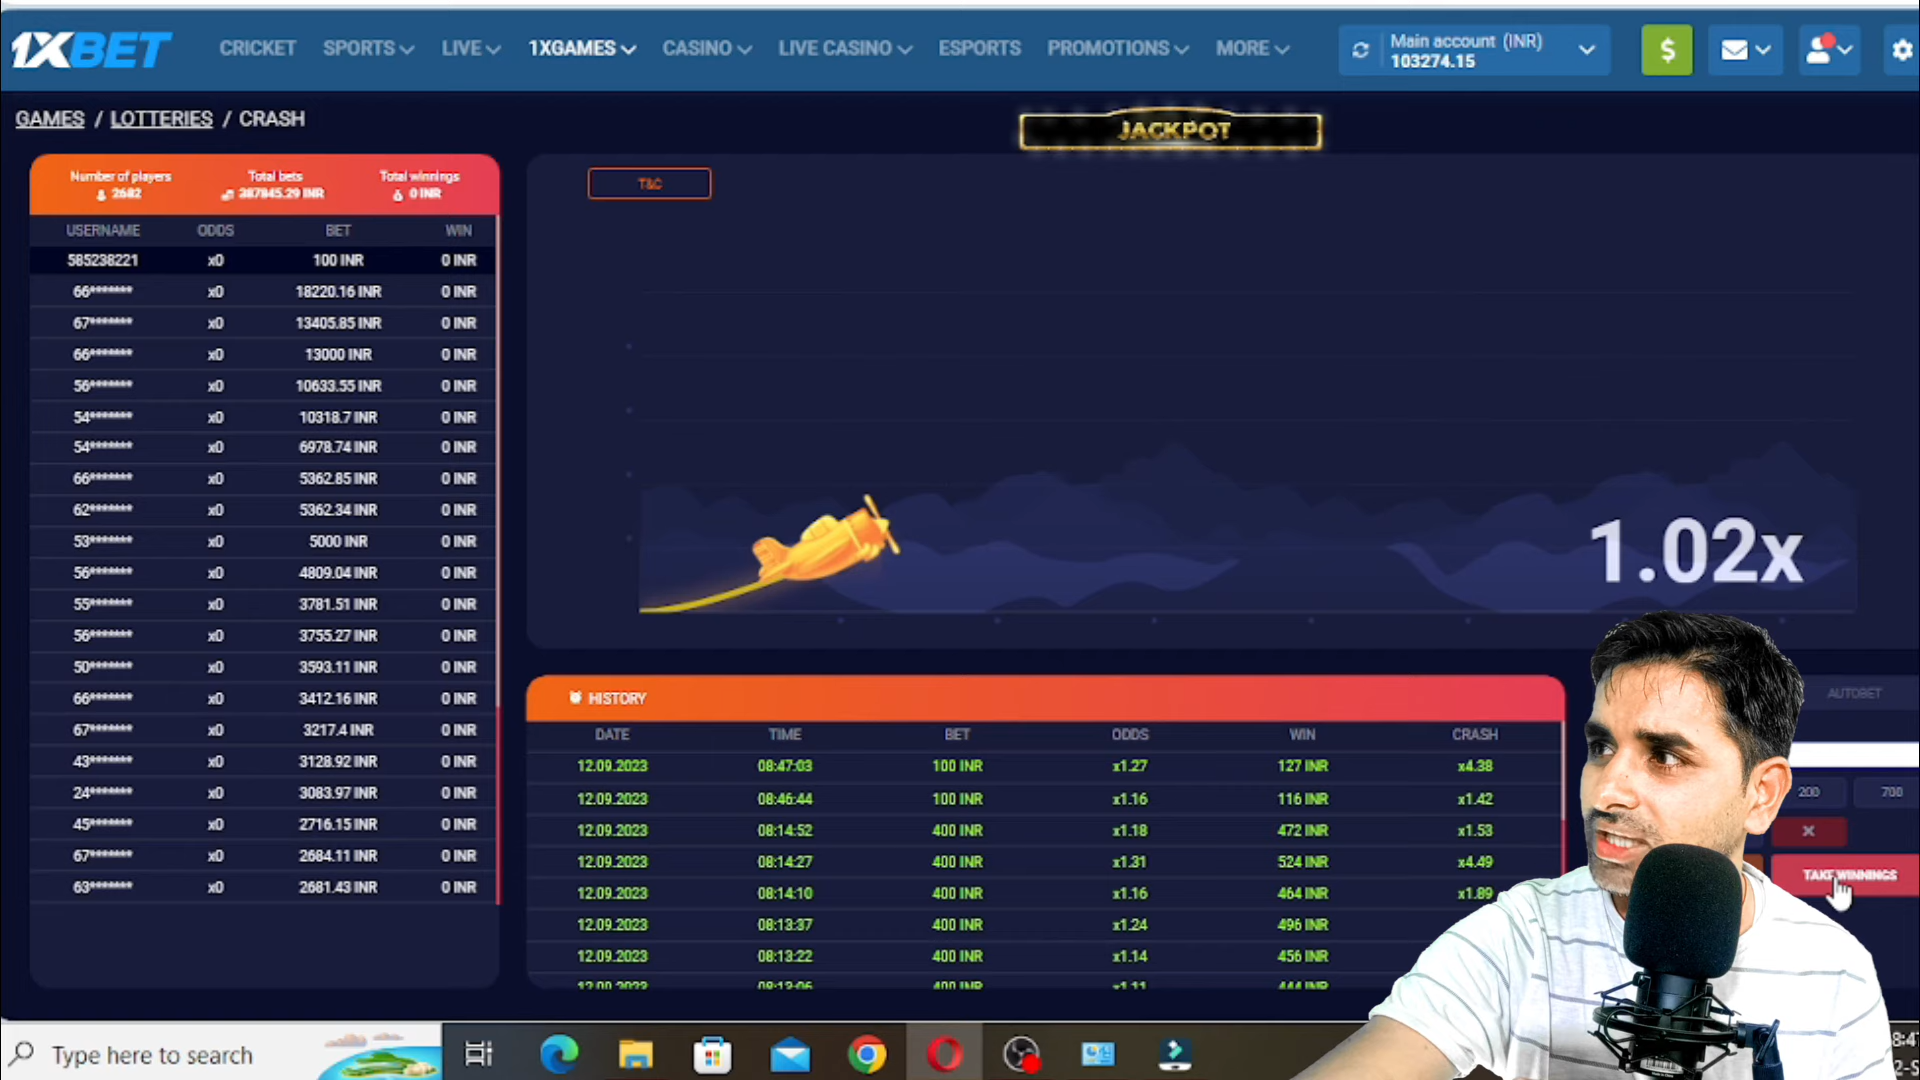 1XBET
CRICKET SPORTS LIVE 1XGAMES CASINO LIVE CASINO ESPORTS PROMOTIONS MORE
Main account (INR)
103274.15
$
GAMES / LOTTERIES / CRASH
JACKPOT
T&C
Number of players Total bets Total winnings
2682 387845.29 INR 0 INR
USERNAME ODDS BET WIN
585238221 x0 100 INR 0 INR
66******* x0 18220.16 INR 0 INR
67******* x0 13405.85 INR 0 INR
66******* x0 13000 INR 0 INR
56******* x0 10633.55 INR 0 INR
54******* x0 10318.7 INR 0 INR
54******* x0 6978.74 INR 0 INR
66******* x0 5362.85 INR 0 INR
62******* x0 5362.34 INR 0 INR
53******* x0 5000 INR 0 INR
56******* x0 4809.04 INR 0 INR
55******* x0 3781.51 INR 0 INR
56******* x0 3755.27 INR 0 INR
50******* x0 3593.11 INR 0 INR
66******* x0 3412.16 INR 0 INR
67******* x0 3217.4 INR 0 INR
43******* x0 3128.92 INR 0 INR
24******* x0 3083.97 INR 0 INR
45******* x0 2716.15 INR 0 INR
67******* x0 2684.11 INR 0 INR
63******* x0 2681.43 INR 0 INR
1.02x
HISTORY
DATE TIME BET ODDS WIN CRASH
12.09.2023 08:47:03 100 INR x1.27 127 INR x4.38
12.09.2023 08:46:44 100 INR x1.16 116 INR x1.42
12.09.2023 08:14:52 400 INR x1.18 472 INR x1.53
12.09.2023 08:14:27 400 INR x1.31 524 INR x4.49
12.09.2023 08:14:10 400 INR x1.16 464 INR x1.89
12.09.2023 08:13:37 400 INR x1.24 496 INR
12.09.2023 08:13:22 400 INR x1.14 456 INR
12.09.2023 400 INR x1.11 444 INR
AUTOBET
200 700
TAKE WINNINGS
Type here to search